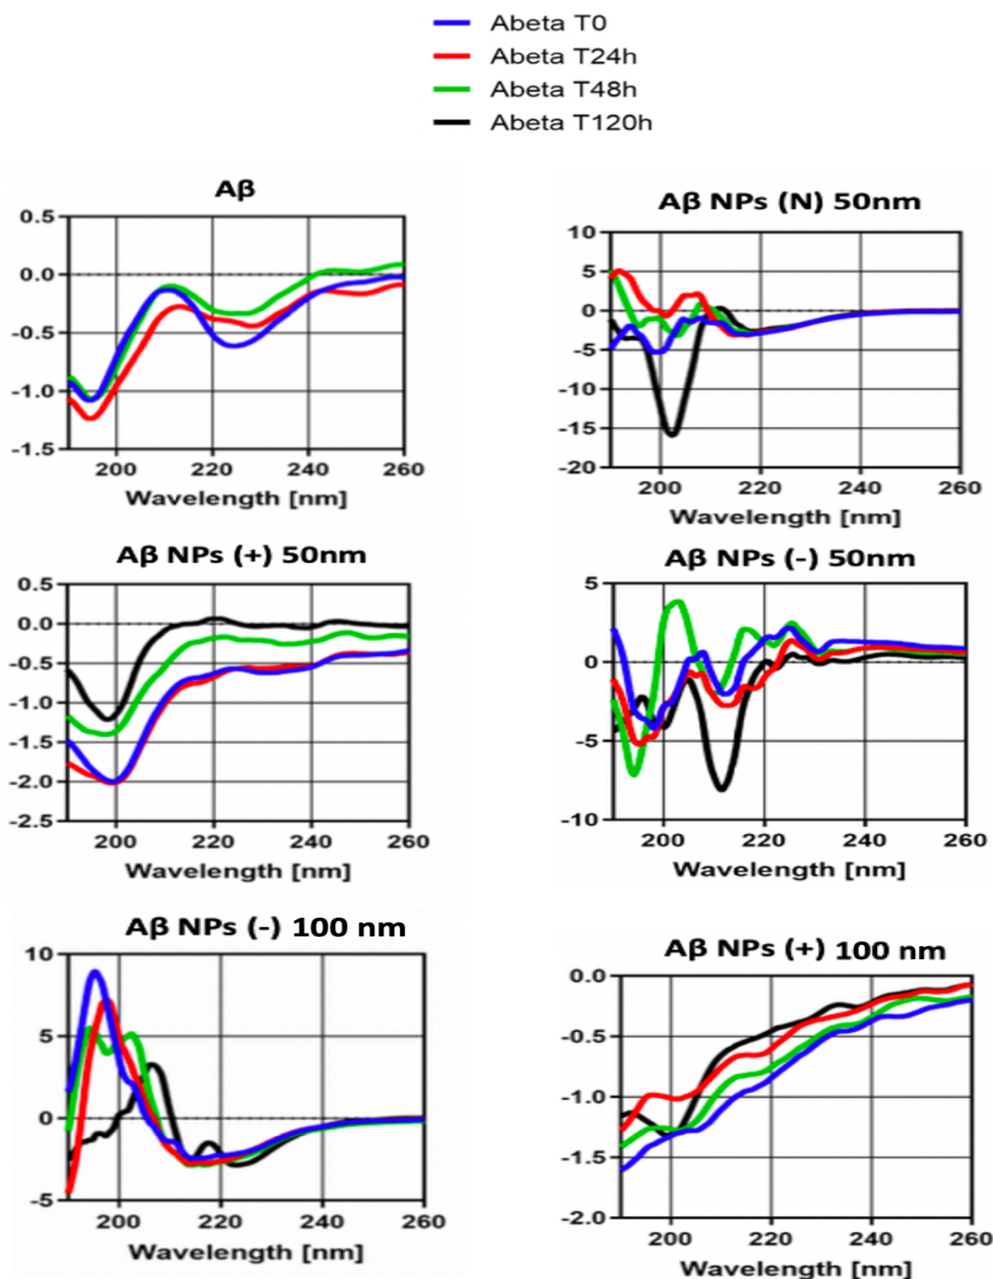 Abeta T0
Abeta T24h
Abeta T48h
Abeta T120h
Aβ
0.5
0.0
-0.5
-1.0
-1.5
200 220 240 260
Wavelength [nm]
Aβ NPs (N) 50nm
10
5
0
-5
-10
-15
-20
200 220 240 260
Wavelength [nm]
Aβ NPs (+) 50nm
0.5
0.0
-0.5
-1.0
-1.5
-2.0
-2.5
200 220 240 260
Wavelength [nm]
Aβ NPs (-) 50nm
5
0
-5
-10
200 220 240 260
Wavelength [nm]
Aβ NPs (-) 100 nm
10
5
0
-5
200 220 240 260
Wavelength [nm]
Aβ NPs (+) 100 nm
0.0
-0.5
-1.0
-1.5
-2.0
200 220 240 260
Wavelength [nm]